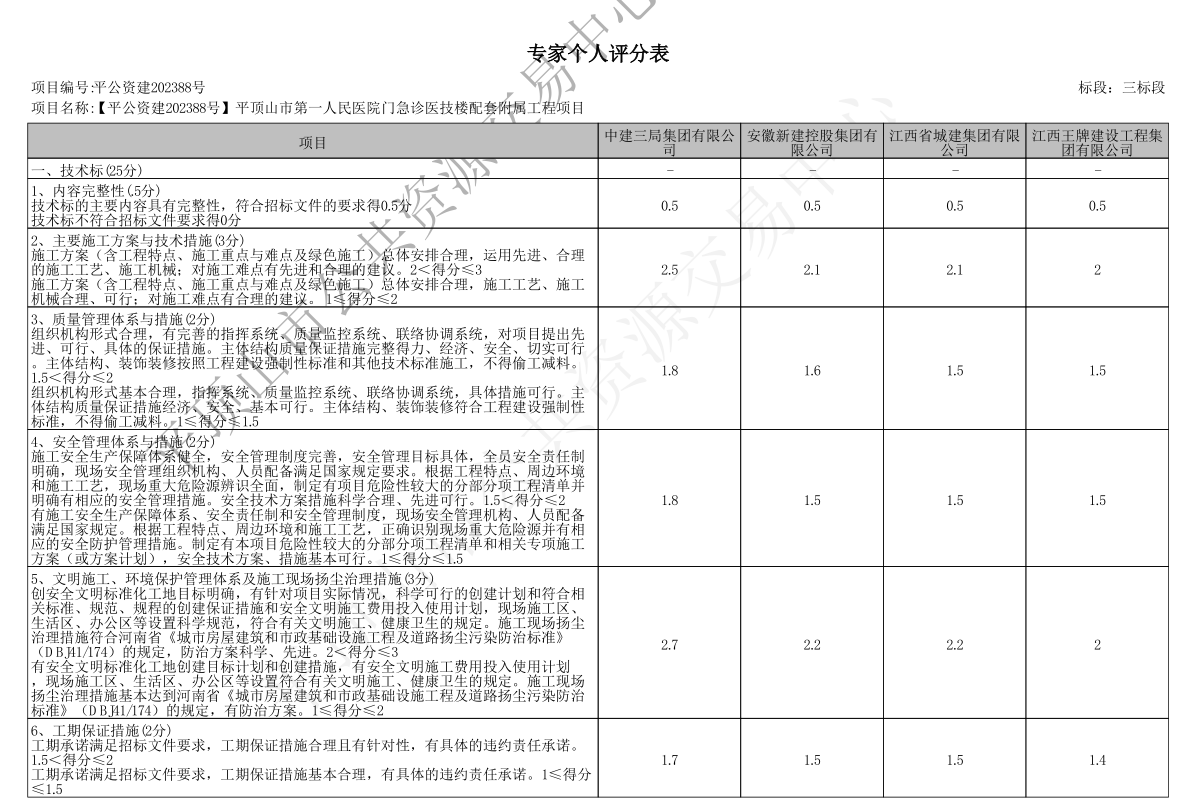 专家个人评分表
项目编号:平公资建202388号
标段：三标段
项目名称:【平公资建202388号】平顶山市第一人民医院门急诊医技楼配套附属工程项目
项目
中建三局集团有限公
司
安徽新建控股集团有
限公司
江西省城建集团有限
公司
江西王牌建设工程集
团有限公司
一、技术标(25分)
-
-
-
-
1、内容完整性(.5分)
技术标的主要内容具有完整性，符合招标文件的要求得0.5分
技术标不符合招标文件要求得0分
0.5
0.5
0.5
0.5
2、主要施工方案与技术措施(3分)
施工方案（含工程特点、施工重点与难点及绿色施工）总体安排合理，运用先进、合理
的施工工艺、施工机械；对施工难点有先进和合理的建议。2＜得分≤3
施工方案（含工程特点、施工重点与难点及绿色施工）总体安排合理，施工工艺、施工
机械合理、可行；对施工难点有合理的建议。 1≤得分≤2
2.5
2.1
2.1
2
3、质量管理体系与措施(2分)
组织机构形式合理，有完善的指挥系统、质量监控系统、联络协调系统，对项目提出先
进、可行、具体的保证措施。主体结构质量保证措施完整得力、经济、安全、切实可行
。主体结构、装饰装修按照工程建设强制性标准和其他技术标准施工，不得偷工减料。
1.5＜得分≤2
组织机构形式基本合理，指挥系统、质量监控系统、联络协调系统，具体措施可行。主
体结构质量保证措施经济、安全、基本可行。主体结构、装饰装修符合工程建设强制性
标准，不得偷工减料。1≤得分≤1.5
1.8
1.6
1.5
1.5
4、安全管理体系与措施(2分)
施工安全生产保障体系健全，安全管理制度完善，安全管理目标具体，全员安全责任制
明确，现场安全管理组织机构、人员配备满足国家规定要求。根据工程特点、周边环境
和施工工艺，现场重大危险源辨识全面，制定有项目危险性较大的分部分项工程清单并
明确有相应的安全管理措施。安全技术方案措施科学合理、先进可行。1.5＜得分≤2
有施工安全生产保障体系、安全责任制和安全管理制度，现场安全管理机构、人员配备
满足国家规定。根据工程特点、周边环境和施工工艺，正确识别现场重大危险源并有相
应的安全防护管理措施。制定有本项目危险性较大的分部分项工程清单和相关专项施工
方案（或方案计划），安全技术方案、措施基本可行。1≤得分≤1.5
1.8
1.5
1.5
1.5
5、文明施工、环境保护管理体系及施工现场扬尘治理措施(3分)
创安全文明标准化工地目标明确，有针对项目实际情况，科学可行的创建计划和符合相
关标准、规范、规程的创建保证措施和安全文明施工费用投入使用计划，现场施工区、
生活区、办公区等设置科学规范，符合有关文明施工、健康卫生的规定。施工现场扬尘
治理措施符合河南省《城市房屋建筑和市政基础设施工程及道路扬尘污染防治标准》
（DBJ41/174）的规定，防治方案科学、先进。2＜得分≤3
有安全文明标准化工地创建目标计划和创建措施，有安全文明施工费用投入使用计划
，现场施工区、生活区、办公区等设置符合有关文明施工、健康卫生的规定。施工现场
扬尘治理措施基本达到河南省《城市房屋建筑和市政基础设施工程及道路扬尘污染防治
标准》（DBJ41/174）的规定，有防治方案。1≤得分≤2
2.7
2.2
2.2
2
6、工期保证措施(2分)
工期承诺满足招标文件要求，工期保证措施合理且有针对性，有具体的违约责任承诺。
1.5＜得分≤2
工期承诺满足招标文件要求，工期保证措施基本合理，有具体的违约责任承诺。1≤得分
≤1.5
1.7
1.5
1.5
1.4
平顶山市公共资源交易中心
共资源交易中心